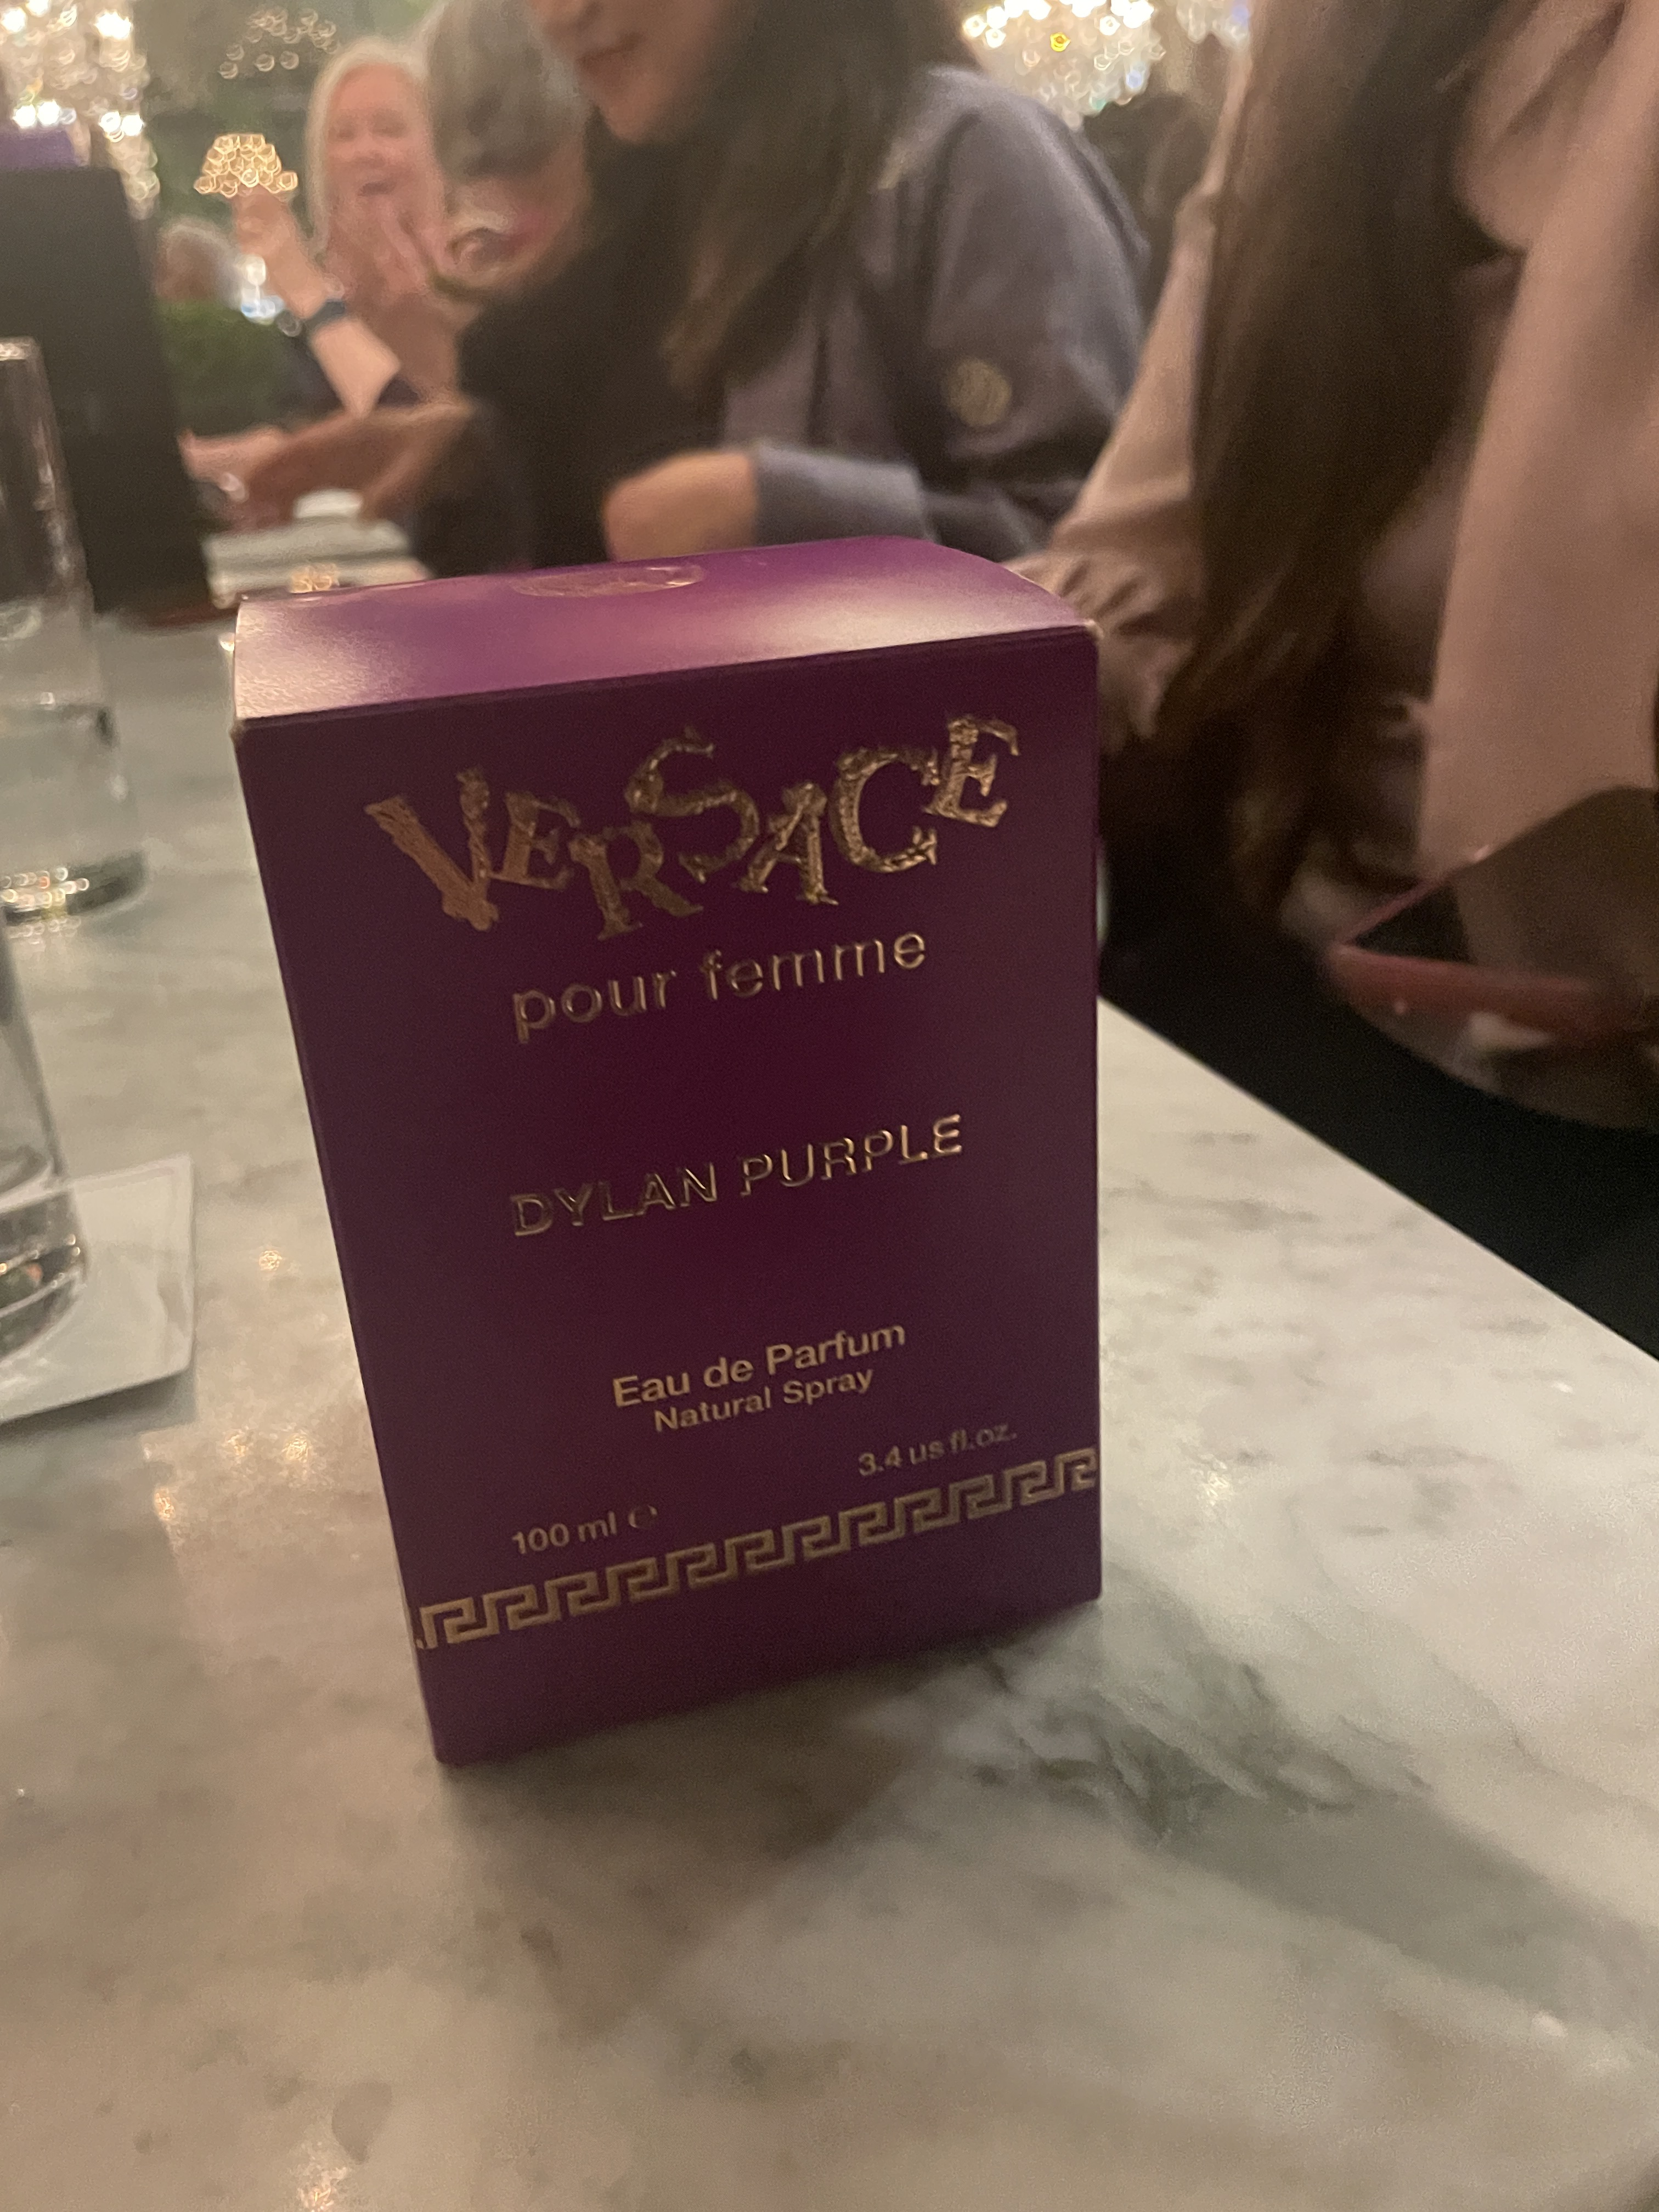 VERSACE
pour femme
DYLAN PURPLE
Eau de Parfum
Natural Spray
3.4 us fl.oz.
100 ml ℮